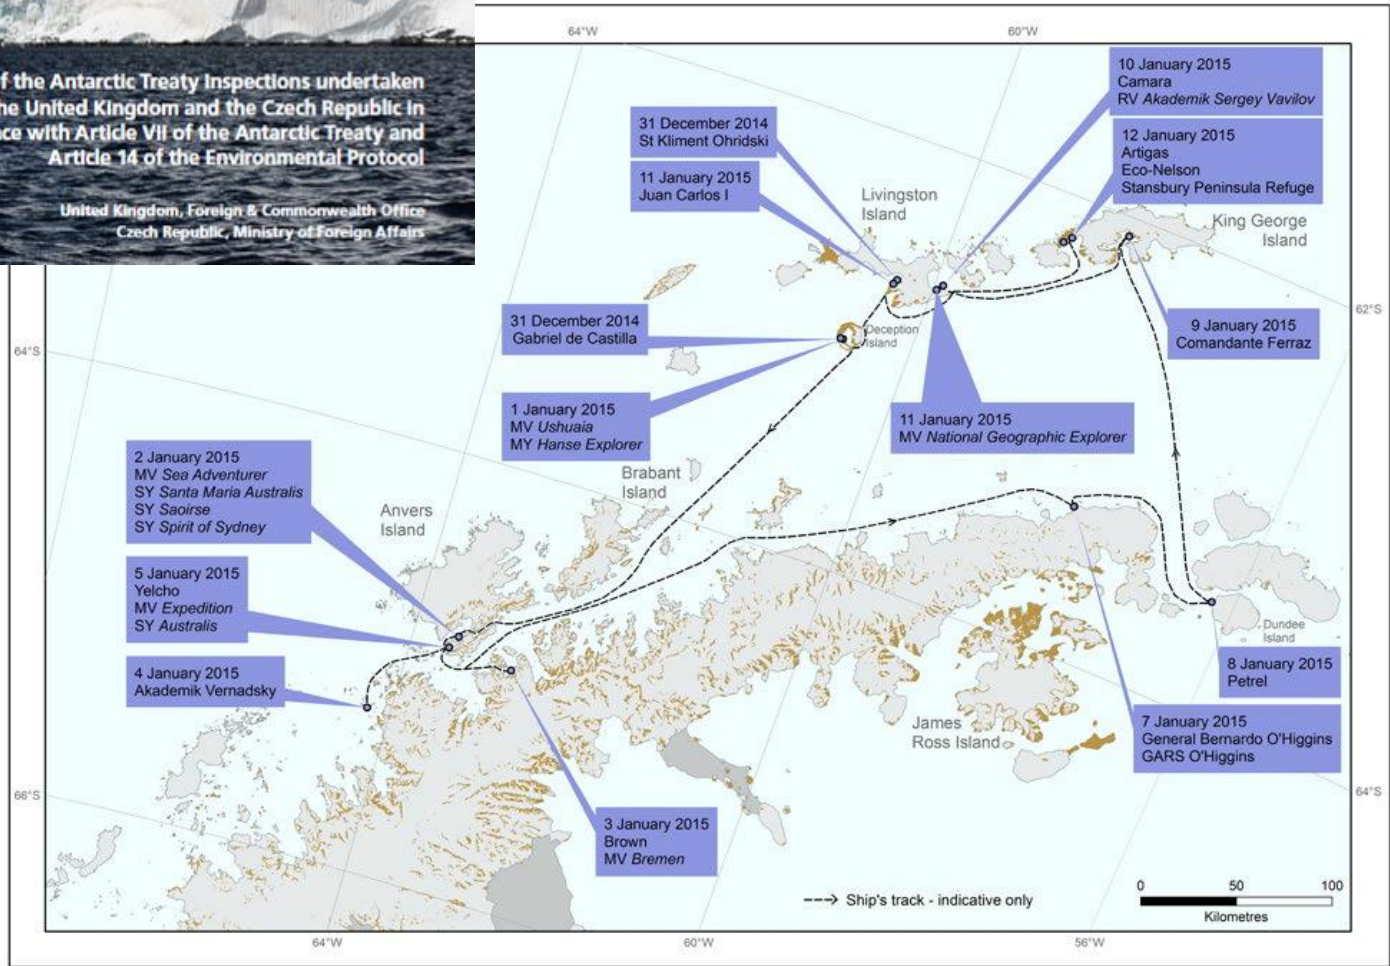 f the Antarctic Treaty Inspections undertaken
he United Kingdom and the Czech Republic in
ce with Article VII of the Antarctic Treaty and
Article 14 of the Environmental Protocol
United Kingdom, Foreign & Commonwealth Office
Czech Republic, Ministry of Foreign Affairs
64°W
60°W
10 January 2015
Camara
RV Akademik Sergey Vavilov
31 December 2014
St Kliment Ohridski
12 January 2015
Artigas
Eco-Nelson
Stansbury Peninsula Refuge
11 January 2015
Juan Carlos I
Livingston
Island
King George
Island
31 December 2014
Gabriel de Castilla
Deception
Island
9 January 2015
Comandante Ferraz
62°S
64°S
1 January 2015
MV Ushuaia
MY Hanse Explorer
11 January 2015
MV National Geographic Explorer
2 January 2015
MV Sea Adventurer
SY Santa Maria Australis
SY Saoirse
SY Spirit of Sydney
Brabant
Island
Anvers
Island
5 January 2015
Yelcho
MV Expedition
SY Australis
4 January 2015
Akademik Vernadsky
Dundee
Island
8 January 2015
Petrel
James
Ross Island
7 January 2015
General Bernardo O'Higgins
GARS O'Higgins
66°S
64°S
3 January 2015
Brown
MV Bremen
Ship's track - indicative only
0 50 100
Kilometres
64°W
60°W
56°W